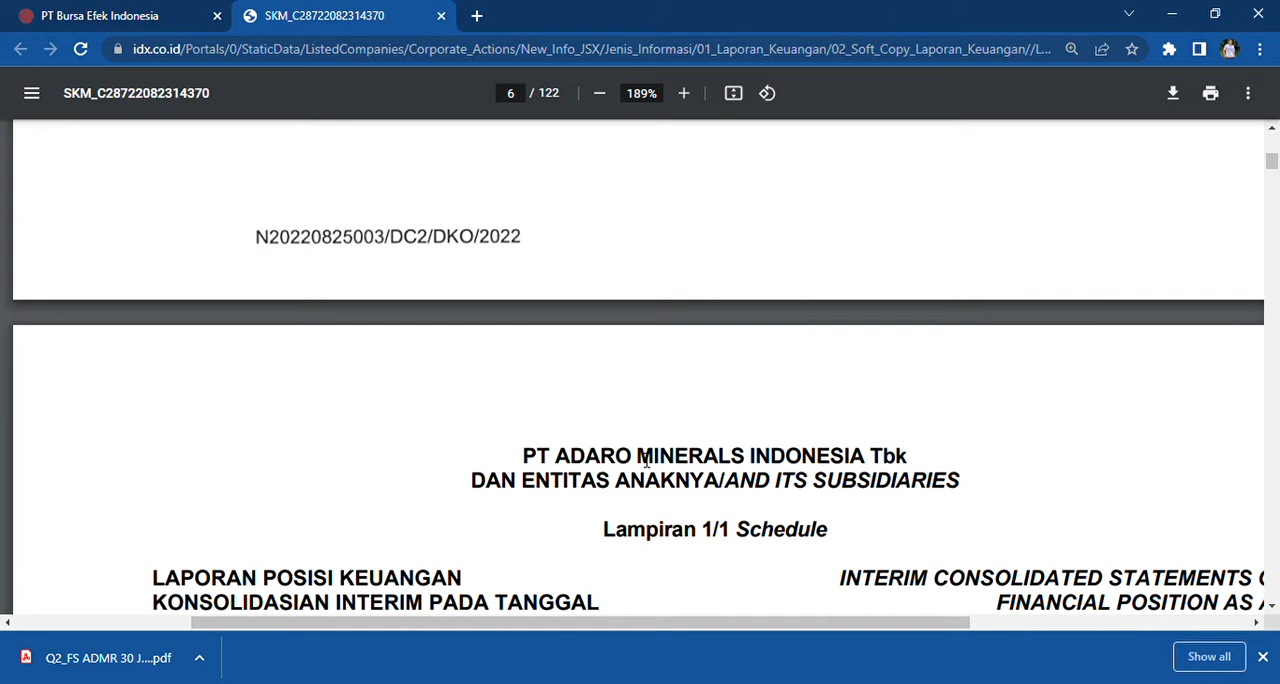 PT Bursa Efek Indonesia
SKM_C28722082314370
idx.co.id/Portals/0/StaticData/ListedCompanies/Corporate_Actions/New_Info_JSX/Jenis_Informasi/01_Laporan_Keuangan/02_Soft_Copy_Laporan_Keuangan//L...
SKM_C28722082314370
6 / 122
189%
N20220825003/DC2/DKO/2022
PT ADARO MINERALS INDONESIA Tbk
DAN ENTITAS ANAKNYA/AND ITS SUBSIDIARIES
Lampiran 1/1 Schedule
LAPORAN POSISI KEUANGAN
KONSOLIDASIAN INTERIM PADA TANGGAL
INTERIM CONSOLIDATED STATEMENTS
FINANCIAL POSITION AS
Q2_FS ADMR 30 J....pdf
Show all